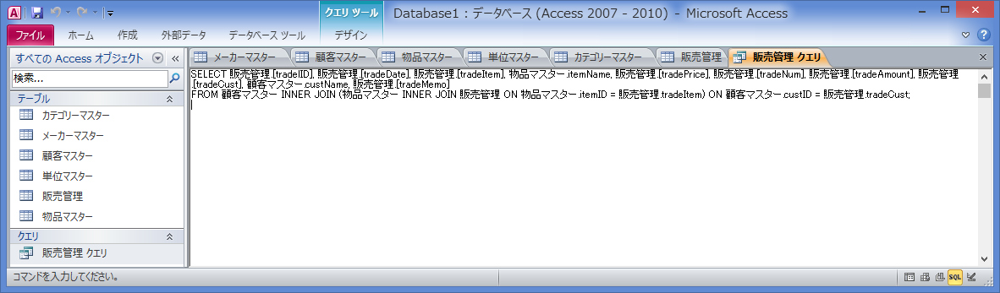 クエリ ツール
Database1 : データベース (Access 2007 - 2010) - Microsoft Access
ファイル ホーム 作成 外部データ データベース ツール デザイン
すべての Access オブジェクト
メーカーマスター 顧客マスター 物品マスター 単位マスター カテゴリーマスター 販売管理 販売管理 クエリ
検索...
テーブル
カテゴリーマスター
メーカーマスター
顧客マスター
単位マスター
販売管理
物品マスター
クエリ
販売管理 クエリ
SELECT 販売管理.[tradeIID], 販売管理.[tradeDate], 販売管理.[tradeItem], 物品マスター.itemName, 販売管理.[tradePrice], 販売管理.[tradeNum], 販売管理.[tradeAmount], 販売管理
.[tradeCust], 顧客マスター.custName, 販売管理.[tradeMemo]
FROM 顧客マスター INNER JOIN (物品マスター INNER JOIN 販売管理 ON 物品マスター.itemID = 販売管理.tradeItem) ON 顧客マスター.custID = 販売管理.tradeCust;
コマンドを入力してください。
SQL